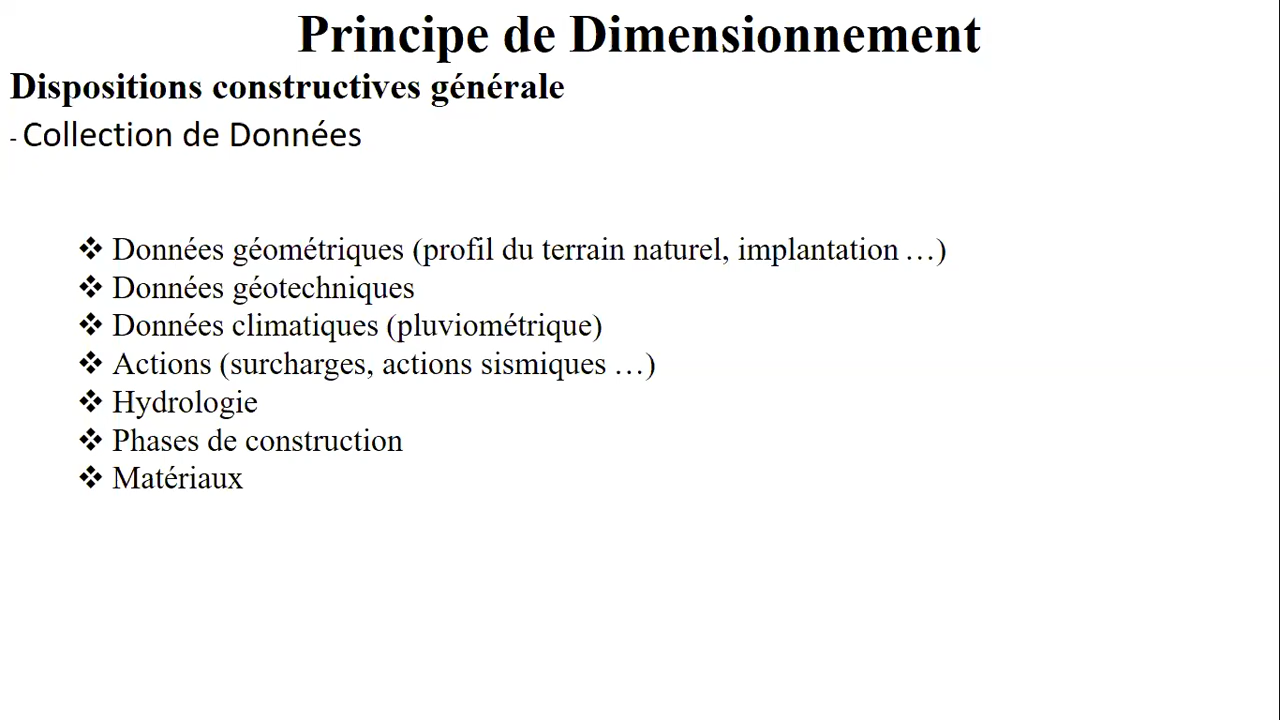 Principe de Dimensionnement
Dispositions constructives générale
- Collection de Données
❖ Données géométriques (profil du terrain naturel, implantation …)
❖ Données géotechniques
❖ Données climatiques (pluviométrique)
❖ Actions (surcharges, actions sismiques …)
❖ Hydrologie
❖ Phases de construction
❖ Matériaux